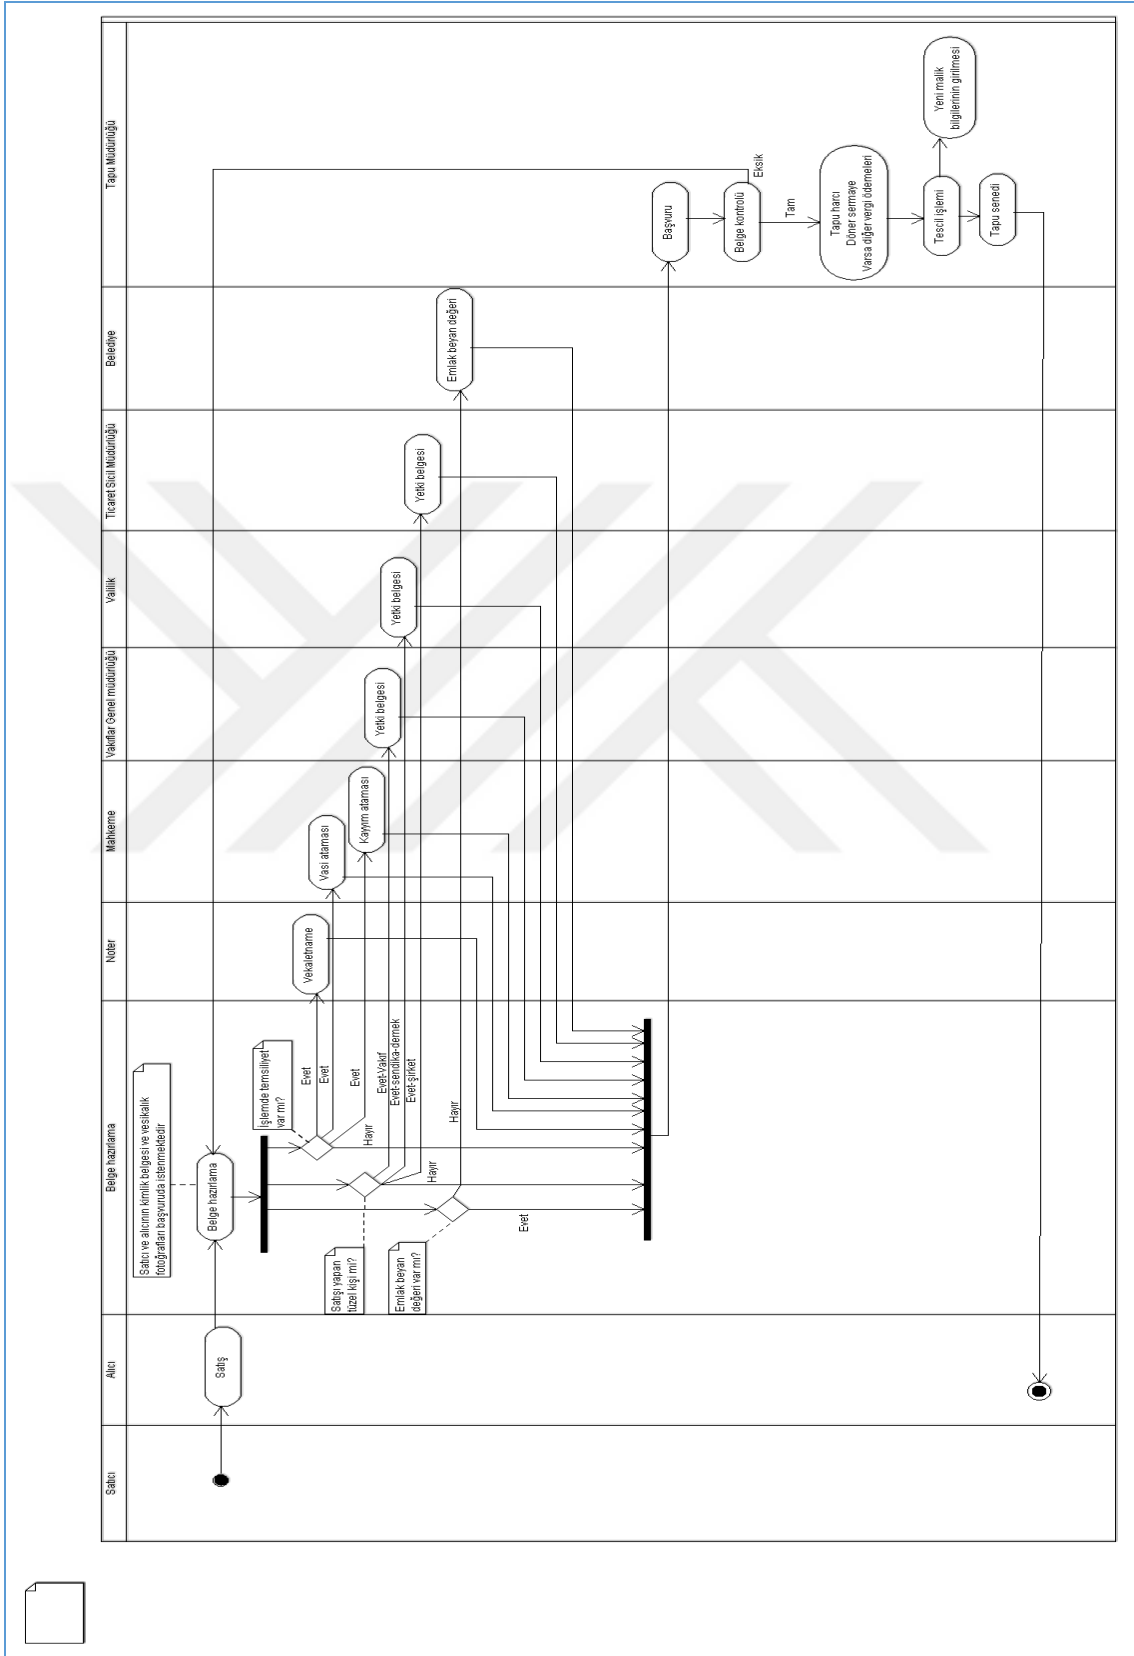 Satıcı
Alıcı
Belge hazırlama
Noter
Mahkeme
Vakıflar Genel müdürlüğü
Valilik
Ticaret Sicil Müdürlüğü
Belediye
Tapu Müdürlüğü
Satış
Satıcı ve alıcının kimlik belgesi ve vesikalık
fotoğrafları başvuruda istenmektedir
Belge hazırlama
İşlemde temsiliyet
var mı?
Evet
Evet
Evet
Hayır
Vekaletname
Vasi ataması
Kayyım ataması
Satışı yapan
tüzel kişi mi?
Evet-Vakıf
Evet-sendika-dernek
Evet-şirket
Hayır
Yetki belgesi
Yetki belgesi
Yetki belgesi
Emlak beyan
değeri var mı?
Hayır
Evet
Emlak beyan değeri
Başvuru
Belge kontrolü
Eksik
Tam
Tapu harcı
Döner sermaye
Varsa diğer vergi ödemeleri
Tescil işlemi
Yeni malik
bilgilerinin girilmesi
Tapu senedi